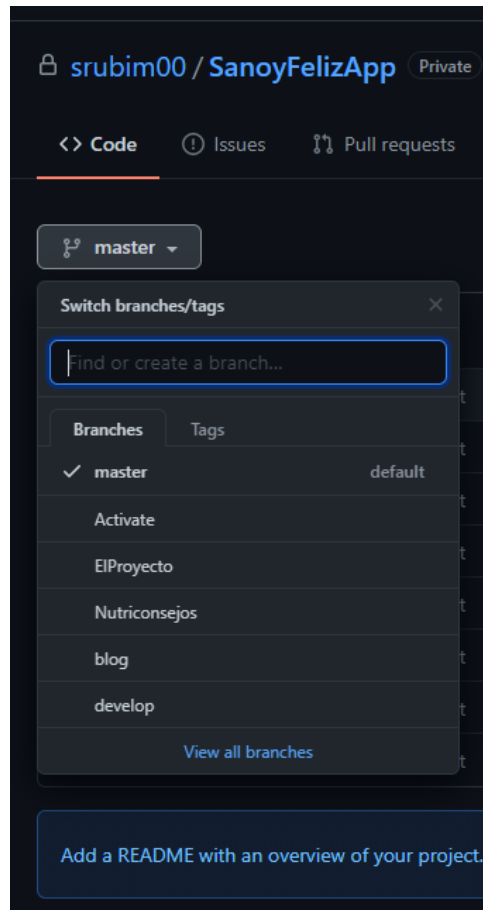 srubim00 / SanoyFelizApp Private
<> Code Issues Pull requests
master
Switch branches/tags
Find or create a branch...
Branches Tags
master default
Activate
ElProyecto
Nutriconsejos
blog
develop
View all branches
Add a README with an overview of your project.